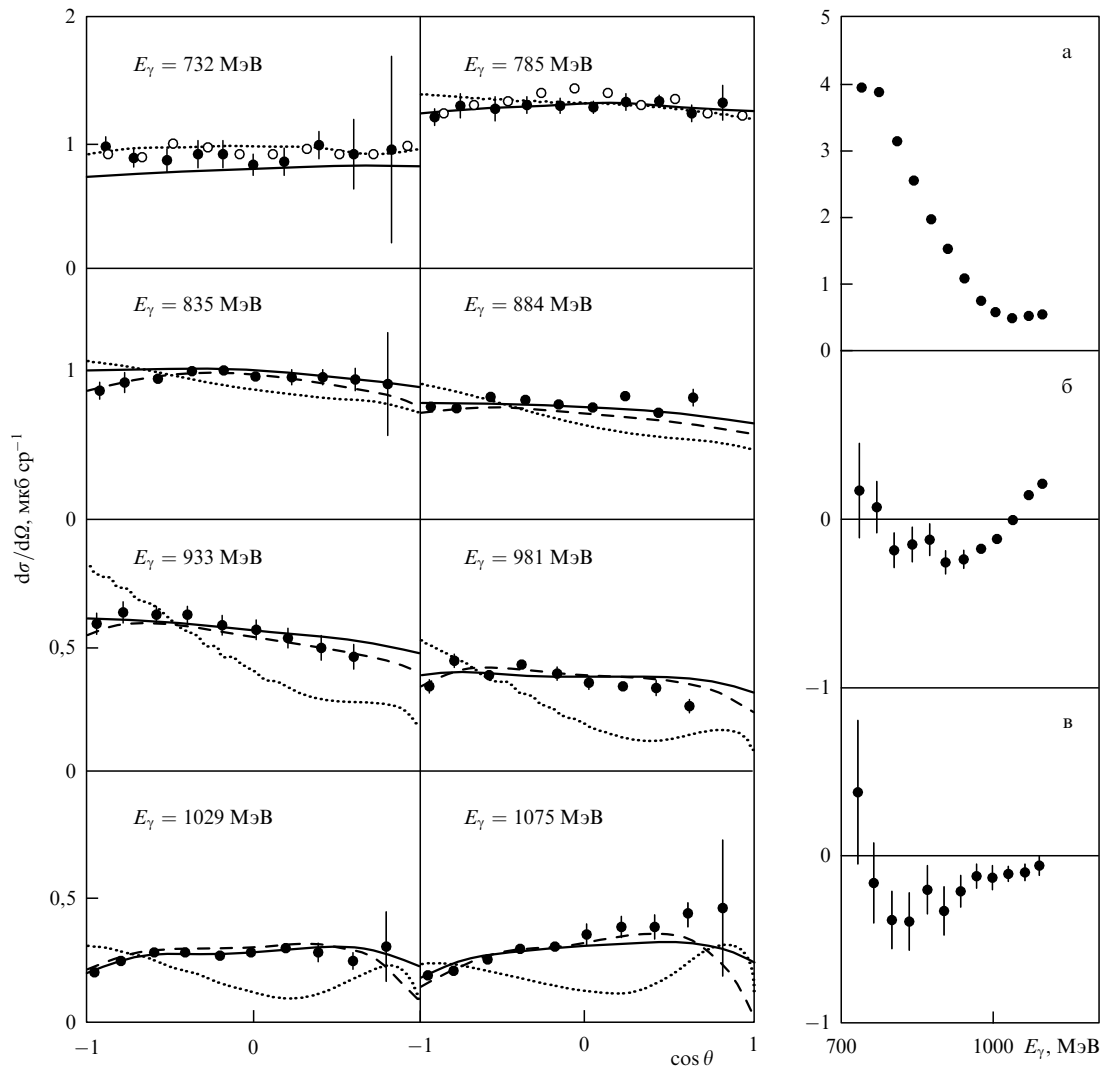 2
E_γ = 732 МэВ
E_γ = 785 МэВ
1
0
E_γ = 835 МэВ
E_γ = 884 МэВ
1
0
dσ/dΩ, мкб ср⁻¹
E_γ = 933 МэВ
E_γ = 981 МэВ
0,5
0
E_γ = 1029 МэВ
E_γ = 1075 МэВ
0,5
0
−1
0
−1
0
1
cos θ
5
а
4
3
2
1
0
б
0
−1
в
0
−1
700
1000
E_γ, МэВ